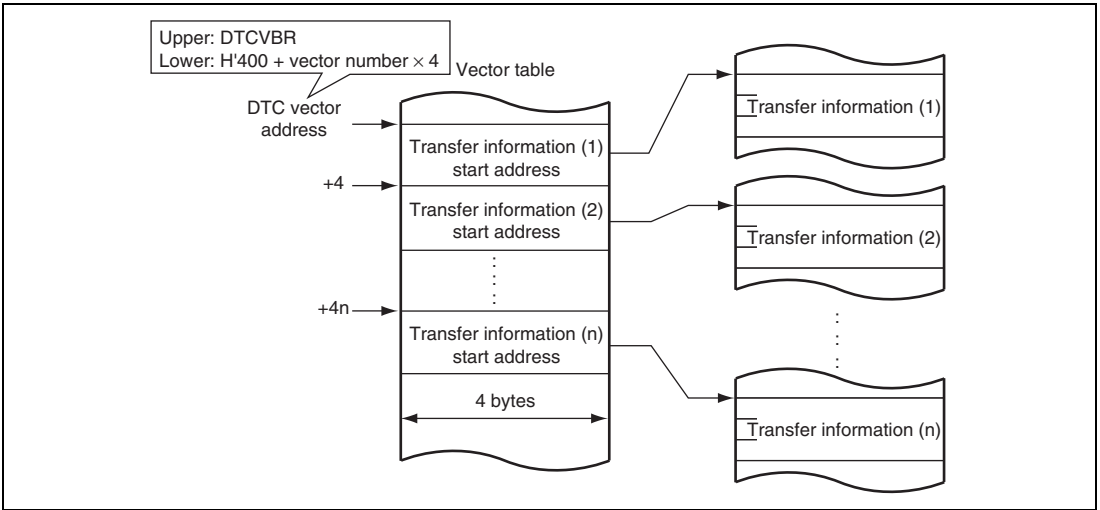 Upper: DTCVBR
Lower: H'400 + vector number × 4
Vector table
DTC vector
address
Transfer information (1)
start address
+4
Transfer information (2)
start address
+4n
Transfer information (n)
start address
4 bytes
Transfer information (1)
Transfer information (2)
Transfer information (n)